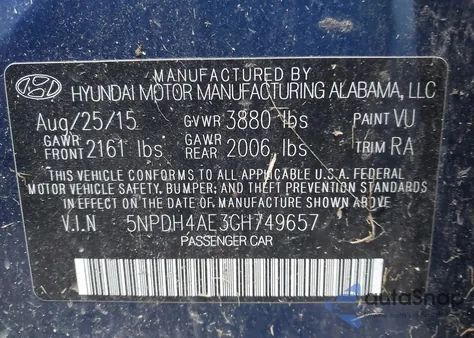 MANUFACTURED BY
HYUNDAI MOTOR MANUFACTURING ALABAMA, LLC
Aug/25/15 GVWR 3880 lbs PAINT VU
GAWR FRONT 2161 lbs GAWR REAR 2006 lbs TRIM RA
THIS VEHICLE CONFORMS TO ALL APPLICABLE U.S.A. FEDERAL
MOTOR VEHICLE SAFETY, BUMPER, AND THEFT PREVENTION STANDARDS
IN EFFECT ON THE DATE OF MANUFACTURE SHOWN ABOVE.
V.I.N 5NPDH4AE3GH749657
PASSENGER CAR
autoSnap